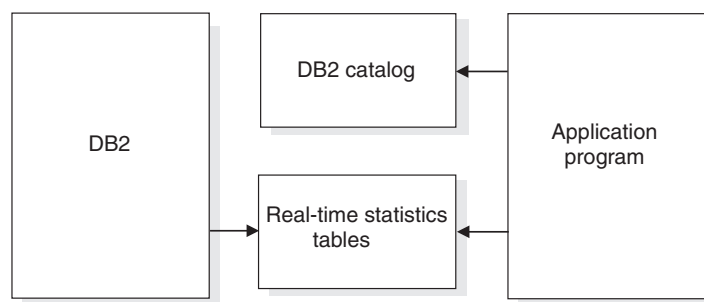 DB2
DB2 catalog
Real-time statistics
tables
Application
program